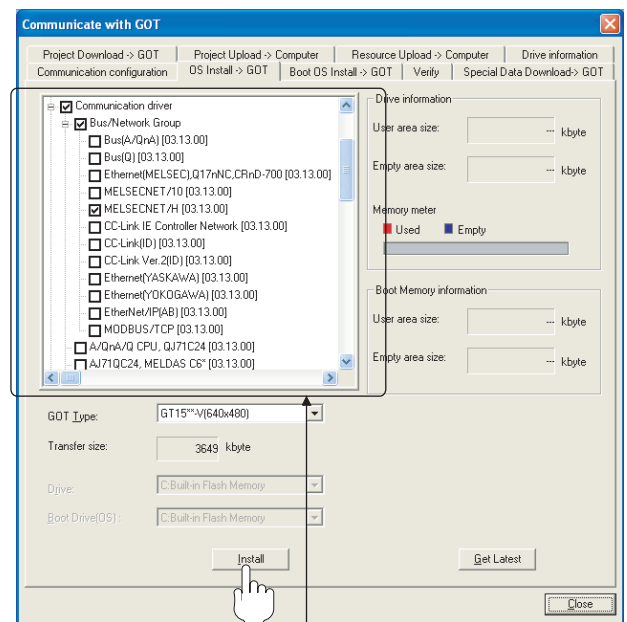 Communicate with GOT
Project Download -> GOT Project Upload -> Computer Resource Upload -> Computer Drive information
Communication configuration OS Install -> GOT Boot OS Install -> GOT Verify Special Data Download-> GOT
Communication driver
Bus/Network Group
Bus(A/QnA) [03.13.00]
Bus(Q) [03.13.00]
Ethernet(MELSEC),Q17nNC,CRnD-700 [03.13.00]
MELSECNET/10 [03.13.00]
MELSECNET/H [03.13.00]
CC-Link IE Controller Network [03.13.00]
CC-Link(ID) [03.13.00]
CC-Link Ver.2(ID) [03.13.00]
Ethernet(YASKAWA) [03.13.00]
Ethernet(YOKOGAWA) [03.13.00]
EtherNet/IP(AB) [03.13.00]
MODBUS/TCP [03.13.00]
A/QnA/Q CPU, QJ71C24 [03.13.00]
AJ71QC24, MELDAS C6* [03.13.00]
Drive information
User area size: --- kbyte
Empty area size: --- kbyte
Memory meter
Used Empty
Boot Memory information
User area size: --- kbyte
Empty area size: --- kbyte
GOT Type: GT15**-V(640x480)
Transfer size: 3649 kbyte
Drive: C:Built-in Flash Memory
Boot Drive(OS) : C:Built-in Flash Memory
Install Get Latest
Close